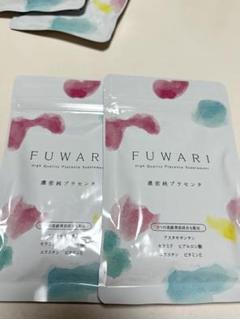 FUWARI
High Quality Placenta Supplement
濃密純プラセンタ
FUWARI
High Quality Placenta Supplement
濃密純プラセンタ
アスタキサンチン
セラミド ヒアルロン酸
エラスチン ビタミンC